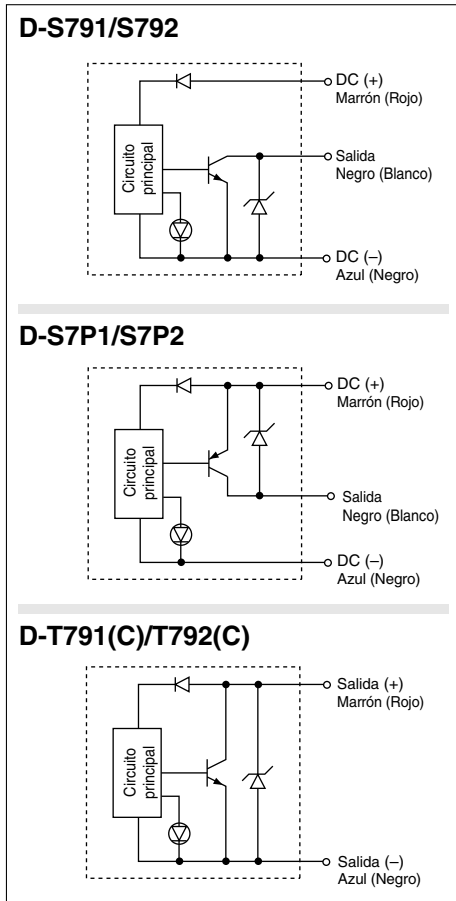 D-S791/S792
DC (+)
Marrón (Rojo)
Circuito
principal
Salida
Negro (Blanco)
DC (–)
Azul (Negro)
D-S7P1/S7P2
DC (+)
Marrón (Rojo)
Circuito
principal
Salida
Negro (Blanco)
DC (–)
Azul (Negro)
D-T791(C)/T792(C)
Salida (+)
Marrón (Rojo)
Circuito
principal
Salida (–)
Azul (Negro)